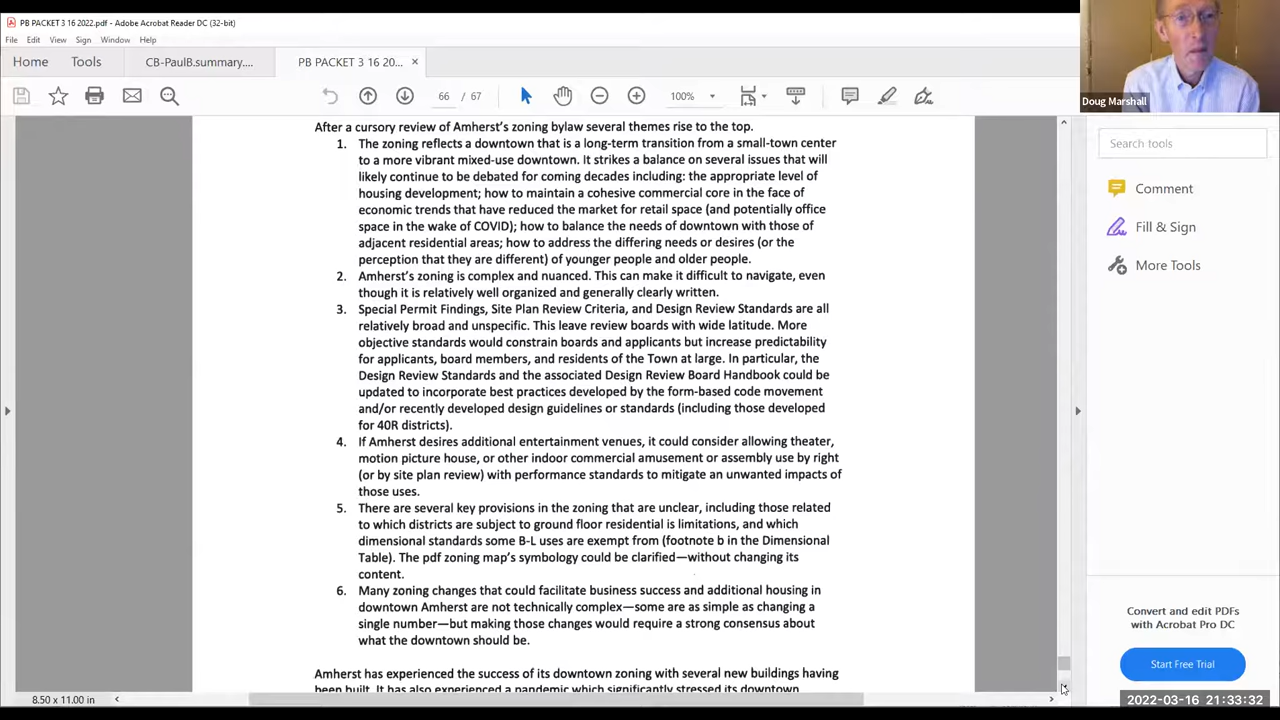 PB PACKET 3 16 2022.pdf - Adobe Acrobat Reader DC (32-bit)
File Edit View Sign Window Help
Home Tools CB-PaulB.summary.... PB PACKET 3 16 20... ×
66 / 67 100%
Doug Marshall
After a cursory review of Amherst's zoning bylaw several themes rise to the top.
1. The zoning reflects a downtown that is a long-term transition from a small-town center
to a more vibrant mixed-use downtown. It strikes a balance on several issues that will
likely continue to be debated for coming decades including: the appropriate level of
housing development; how to maintain a cohesive commercial core in the face of
economic trends that have reduced the market for retail space (and potentially office
space in the wake of COVID); how to balance the needs of downtown with those of
adjacent residential areas; how to address the differing needs or desires (or the
perception that they are different) of younger people and older people.
2. Amherst's zoning is complex and nuanced. This can make it difficult to navigate, even
though it is relatively well organized and generally clearly written.
3. Special Permit Findings, Site Plan Review Criteria, and Design Review Standards are all
relatively broad and unspecific. This leave review boards with wide latitude. More
objective standards would constrain boards and applicants but increase predictability
for applicants, board members, and residents of the Town at large. In particular, the
Design Review Standards and the associated Design Review Board Handbook could be
updated to incorporate best practices developed by the form-based code movement
and/or recently developed design guidelines or standards (including those developed
for 40R districts).
4. If Amherst desires additional entertainment venues, it could consider allowing theater,
motion picture house, or other indoor commercial amusement or assembly use by right
(or by site plan review) with performance standards to mitigate an unwanted impacts of
those uses.
5. There are several key provisions in the zoning that are unclear, including those related
to which districts are subject to ground floor residential is limitations, and which
dimensional standards some B-L uses are exempt from (footnote b in the Dimensional
Table). The pdf zoning map's symbology could be clarified—without changing its
content.
6. Many zoning changes that could facilitate business success and additional housing in
downtown Amherst are not technically complex—some are as simple as changing a
single number—but making those changes would require a strong consensus about
what the downtown should be.
Amherst has experienced the success of its downtown zoning with several new buildings having
been built. It has also experienced a pandemic which significantly stressed its downtown
8.50 x 11.00 in
Search tools
Comment
Fill & Sign
More Tools
Convert and edit PDFs
with Acrobat Pro DC
Start Free Trial
2022-03-16 21:33:32